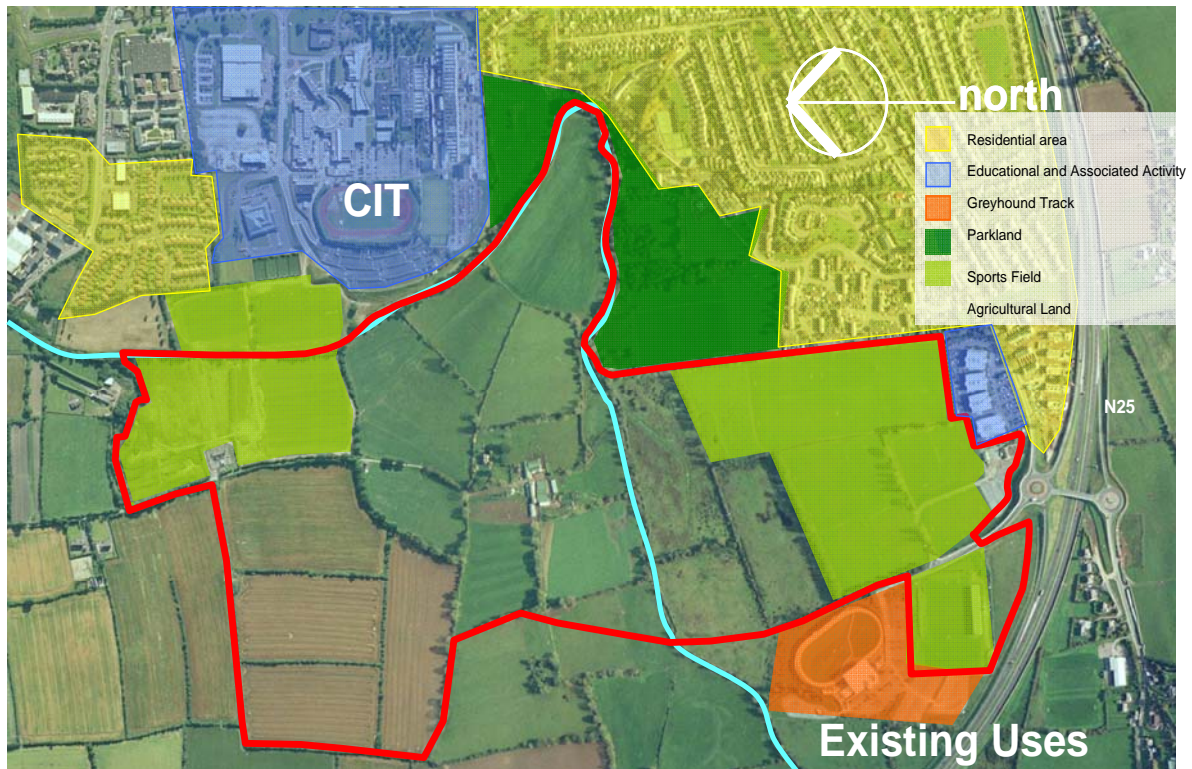 CIT
north
Residential area
Educational and Associated Activity
Greyhound Track
Parkland
Sports Field
Agricultural Land
N25
Existing Uses